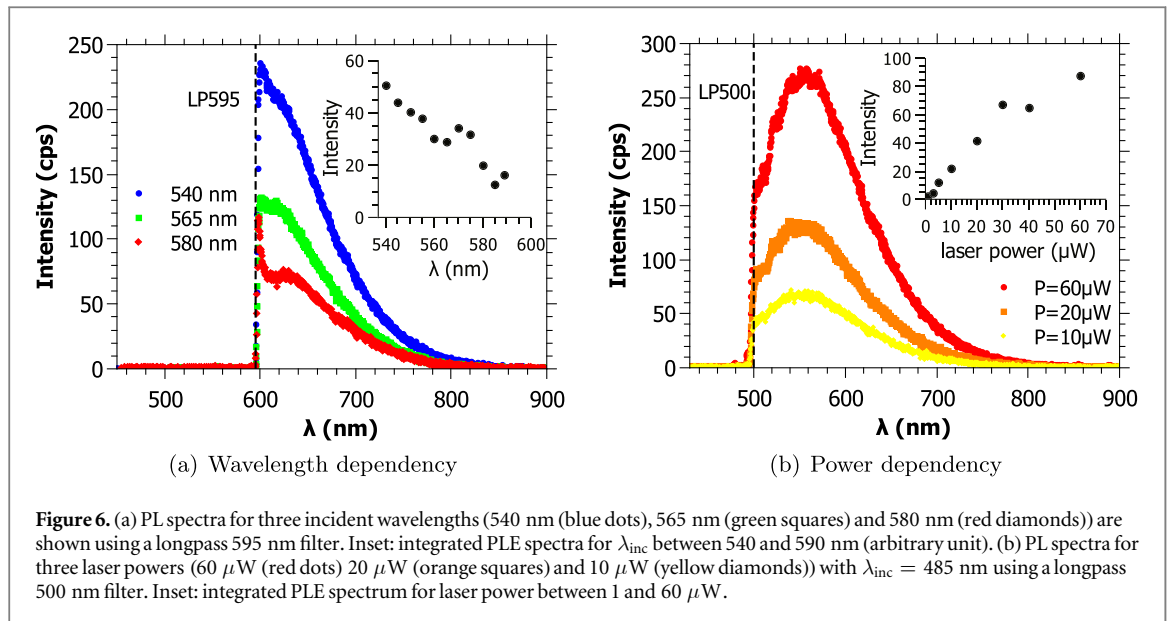 250
200
150
100
50
0
Intensity (cps)
500 600 700 800 900
λ (nm)
LP595
540 nm
565 nm
580 nm
60
40
20
0
Intensity
540 560 580 600
λ (nm)
(a) Wavelength dependency
300
250
200
150
100
50
0
Intensity (cps)
500 600 700 800 900
λ (nm)
LP500
100
80
60
40
20
0
Intensity
0 10 20 30 40 50 60 70
laser power (µW)
P=60µW
P=20µW
P=10µW
(b) Power dependency
Figure 6. (a) PL spectra for three incident wavelengths (540 nm (blue dots), 565 nm (green squares) and 580 nm (red diamonds)) are
shown using a longpass 595 nm filter. Inset: integrated PLE spectra for λinc between 540 and 590 nm (arbitrary unit). (b) PL spectra for
three laser powers (60 μW (red dots) 20 μW (orange squares) and 10 μW (yellow diamonds)) with λinc = 485 nm using a longpass
500 nm filter. Inset: integrated PLE spectrum for laser power between 1 and 60 μW.